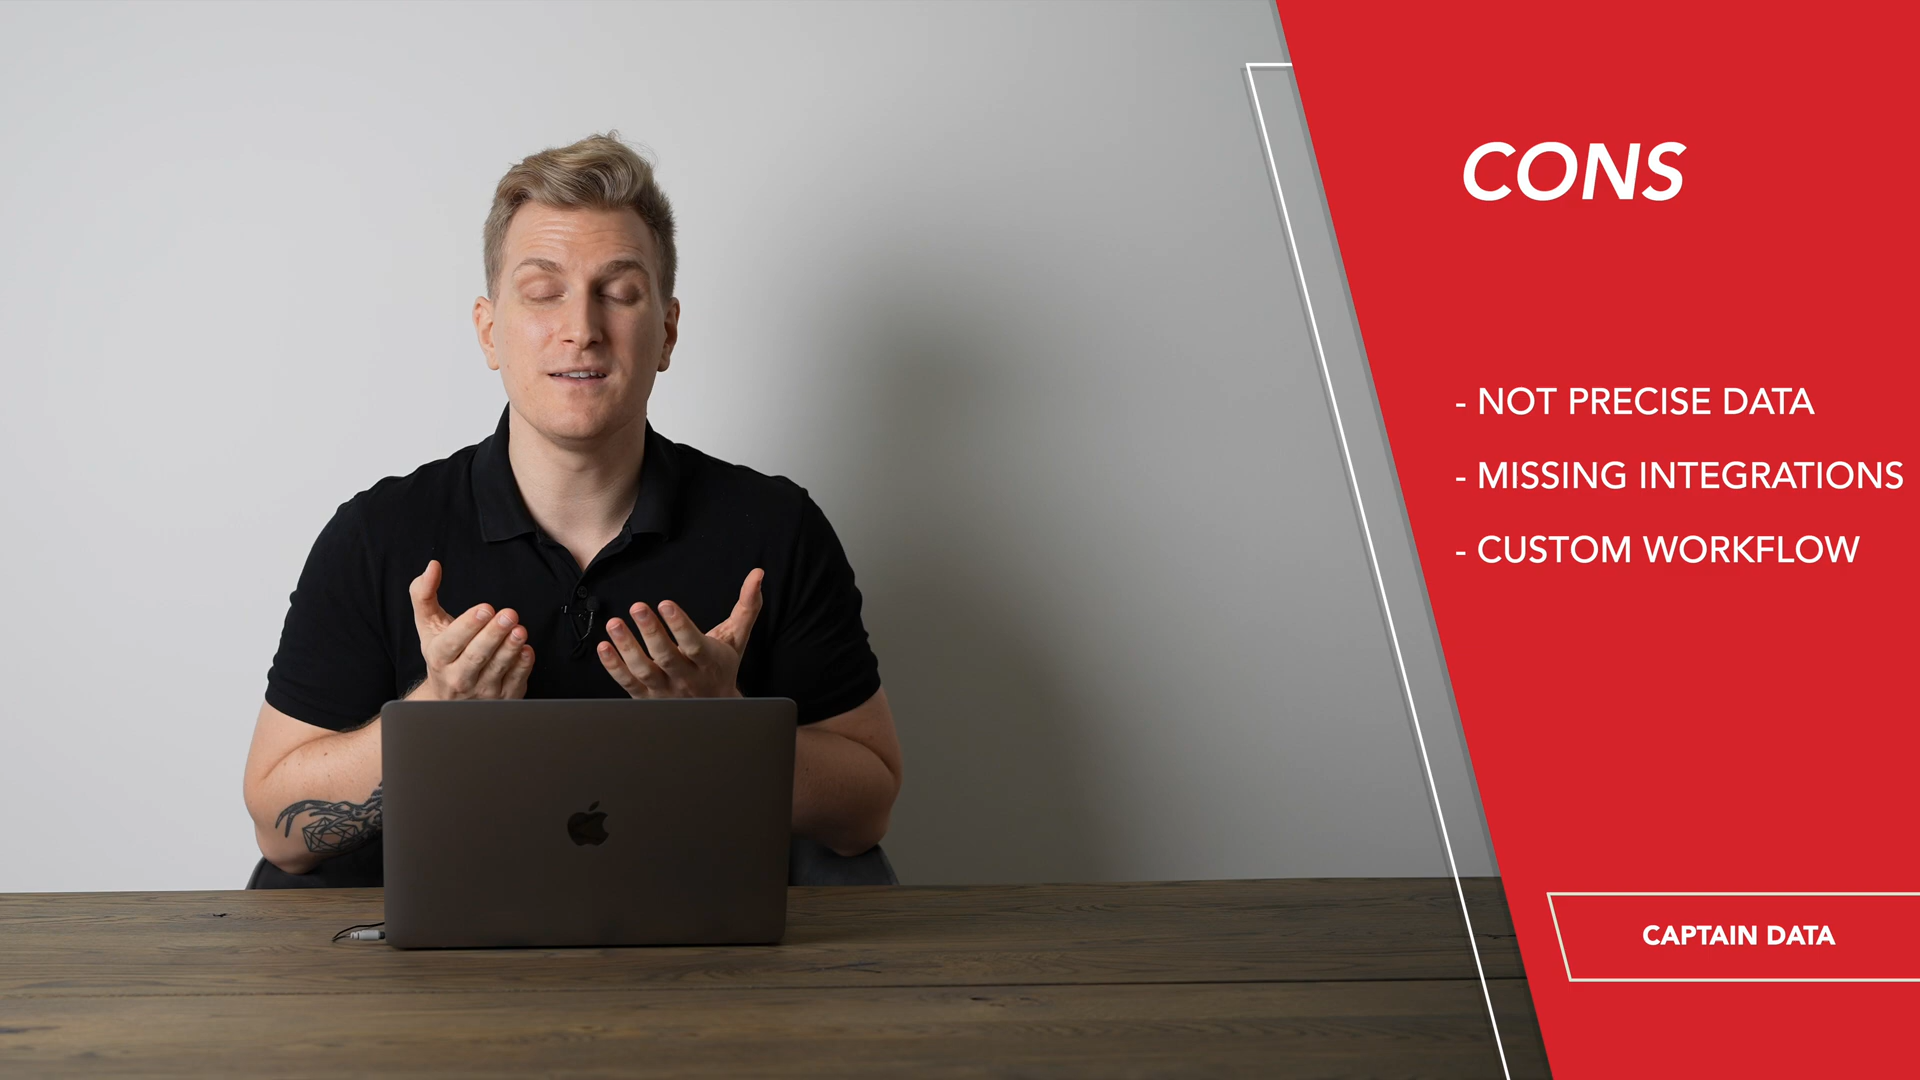 CONS
- NOT PRECISE DATA
- MISSING INTEGRATIONS
- CUSTOM WORKFLOW
CAPTAIN DATA